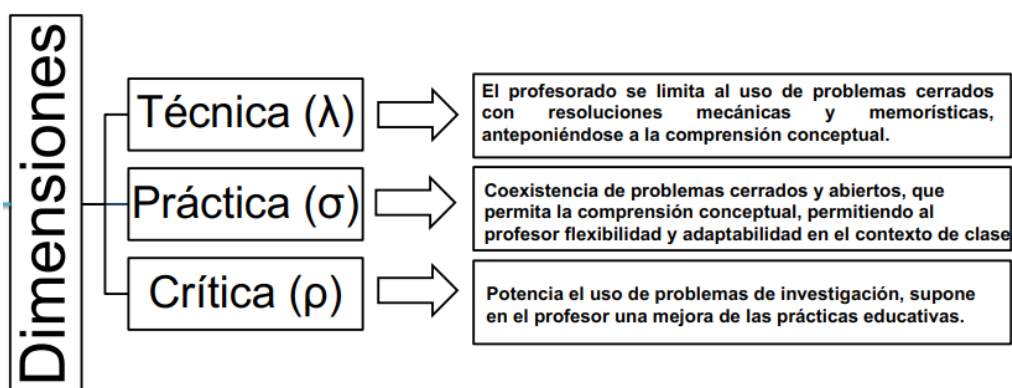 Dimensiones
Técnica (λ)
El profesorado se limita al uso de problemas cerrados
con resoluciones mecánicas y memorísticas,
anteponiéndose a la comprensión conceptual.
Práctica (σ)
Coexistencia de problemas cerrados y abiertos, que
permita la comprensión conceptual, permitiendo al
profesor flexibilidad y adaptabilidad en el contexto de clase
Crítica (ρ)
Potencia el uso de problemas de investigación, supone
en el profesor una mejora de las prácticas educativas.